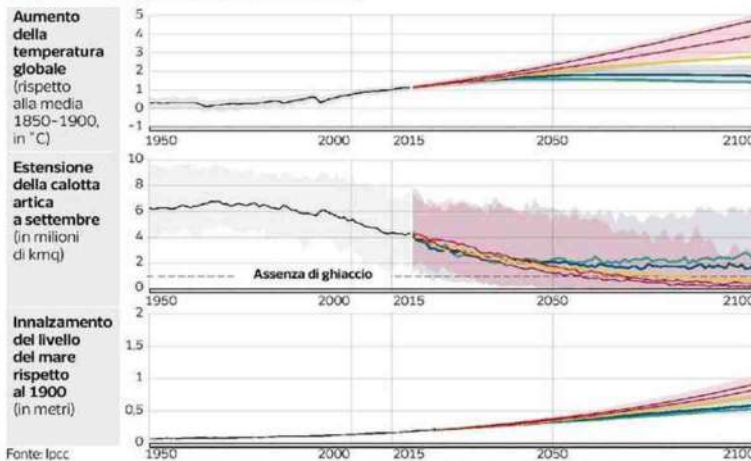 Aumento
della
temperatura
globale
(rispetto
alla media
1850-1900,
in °C)
5
4
3
2
1
0
-1
1950
2000
2015
2050
2100
Estensione
della calotta
artica
a settembre
(in milioni
di kmq)
10
8
6
4
2
0
Assenza di ghiaccio
1950
2000
2015
2050
2100
Innalzamento
del livello
del mare
rispetto
al 1900
(in metri)
2
1,5
1
0,5
0
1950
2000
2015
2050
2100
Fonte: Ipcc